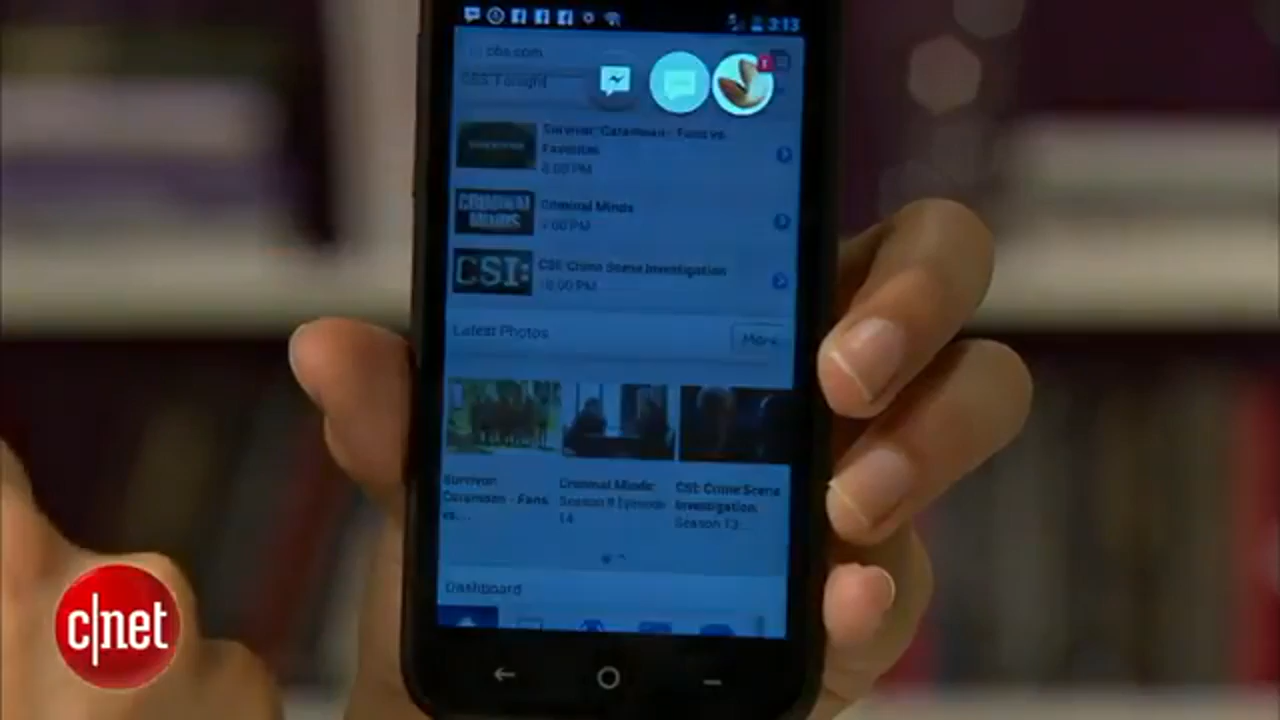 3:13
cbs.com
CBS Tonight
Survivor: Caramoan - Fans vs.
Favorites
8:00 PM
CRIMINAL
MINDS
Criminal Minds
9:00 PM
CSI:
CSI: Crime Scene Investigation
10:00 PM
Latest Photos
More
Survivor:
Caramoan - Fans
vs....
Criminal Minds:
Season 8 Episode
14
CSI: Crime Scene
Investigation:
Season 13:...
Dashboard
c|net